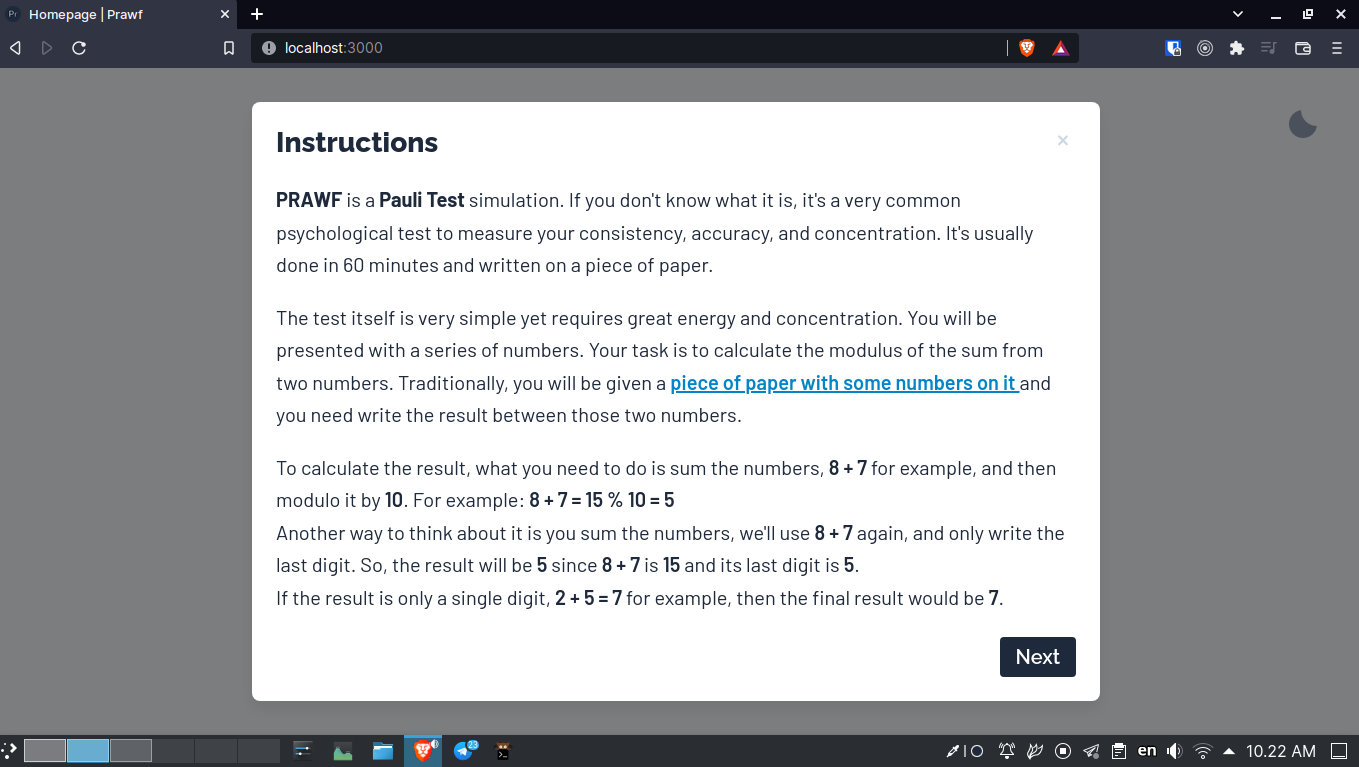 Pr Homepage | Prawf
localhost:3000
Instructions
PRAWF is a Pauli Test simulation. If you don't know what it is, it's a very common
psychological test to measure your consistency, accuracy, and concentration. It's usually
done in 60 minutes and written on a piece of paper.
The test itself is very simple yet requires great energy and concentration. You will be
presented with a series of numbers. Your task is to calculate the modulus of the sum from
two numbers. Traditionally, you will be given a piece of paper with some numbers on it and
you need write the result between those two numbers.
To calculate the result, what you need to do is sum the numbers, 8 + 7 for example, and then
modulo it by 10. For example: 8 + 7 = 15 % 10 = 5
Another way to think about it is you sum the numbers, we'll use 8 + 7 again, and only write the
last digit. So, the result will be 5 since 8 + 7 is 15 and its last digit is 5.
If the result is only a single digit, 2 + 5 = 7 for example, then the final result would be 7.
Next
23
en
10.22 AM